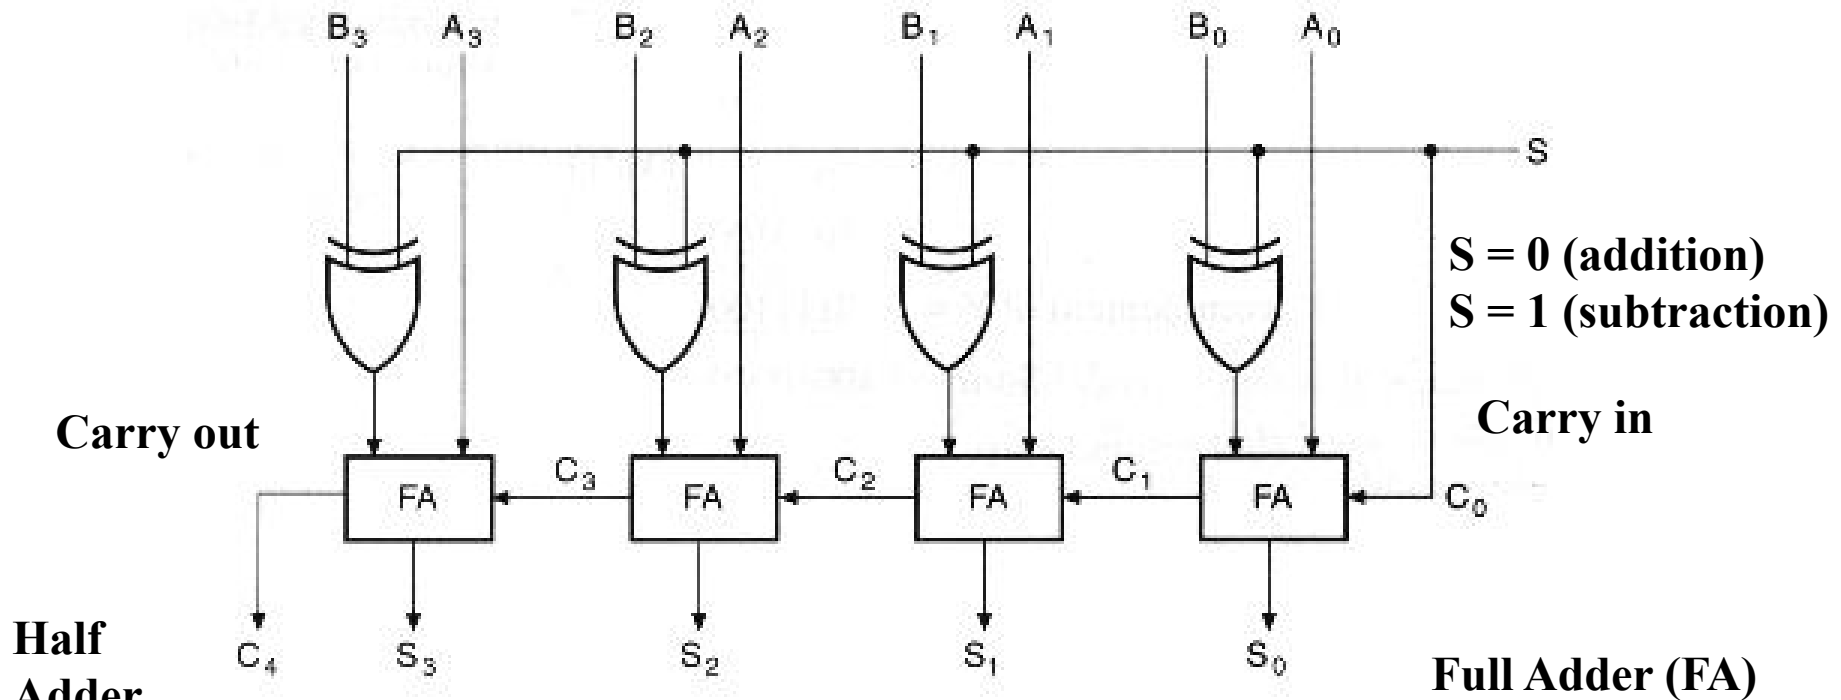 B₃ A₃ B₂ A₂ B₁ A₁ B₀ A₀
S
S = 0 (addition)
S = 1 (subtraction)
Carry out
Carry in
FA C₃ FA C₂ FA C₁ FA C₀
C₄ S₃ S₂ S₁ S₀
Half
Adder
Full Adder (FA)